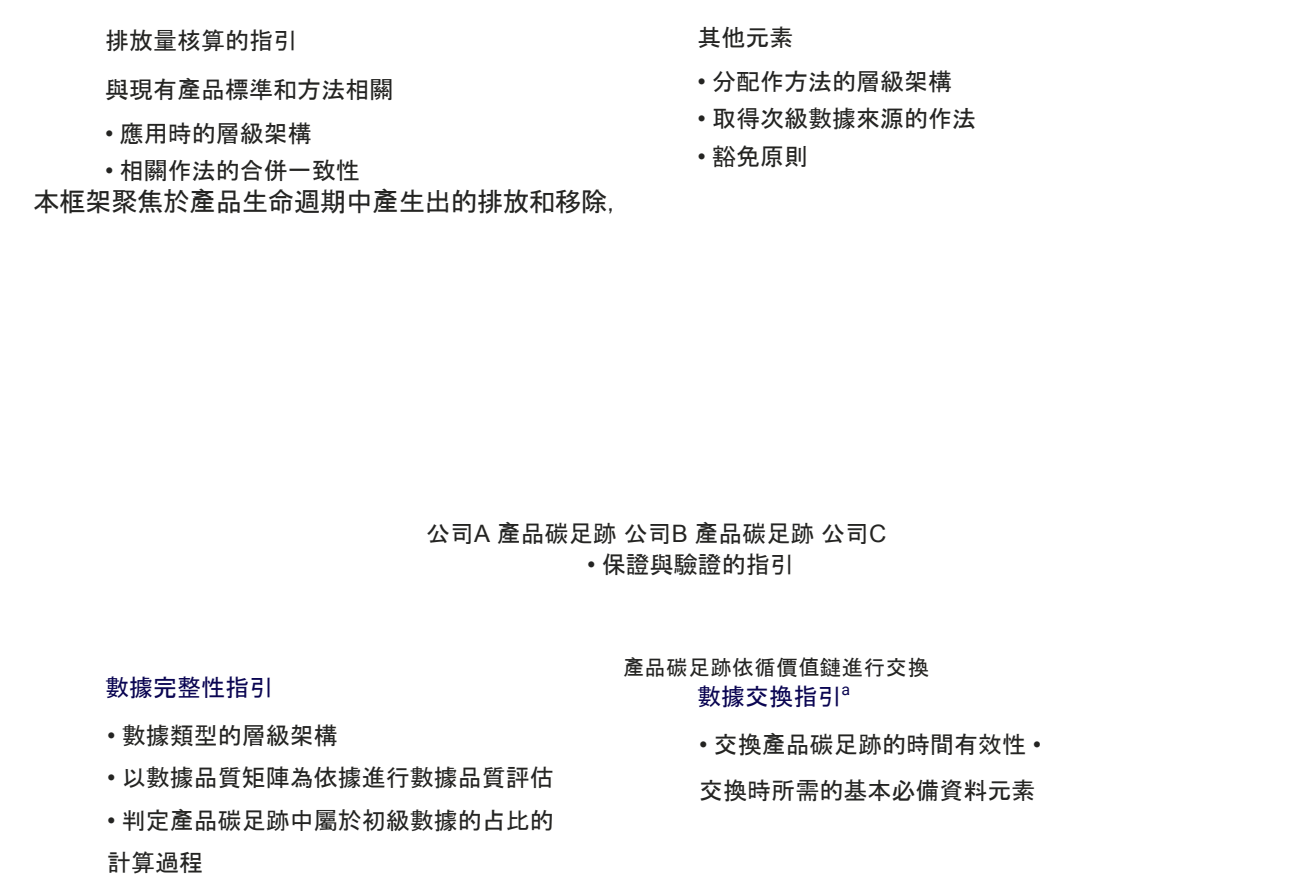 排放量核算的指引
與現有產品標準和方法相關
• 應用時的層級架構
• 相關作法的合併一致性
其他元素
• 分配作方法的層級架構
• 取得次級數據來源的作法
• 豁免原則
本框架聚焦於產品生命週期中產生出的排放和移除,
公司A 產品碳足跡 公司B 產品碳足跡 公司C
• 保證與驗證的指引
數據完整性指引
• 數據類型的層級架構
• 以數據品質矩陣為依據進行數據品質評估
• 判定產品碳足跡中屬於初級數據的占比的
計算過程
產品碳足跡依循價值鏈進行交換
數據交換指引a
• 交換產品碳足跡的時間有效性 •
交換時所需的基本必備資料元素